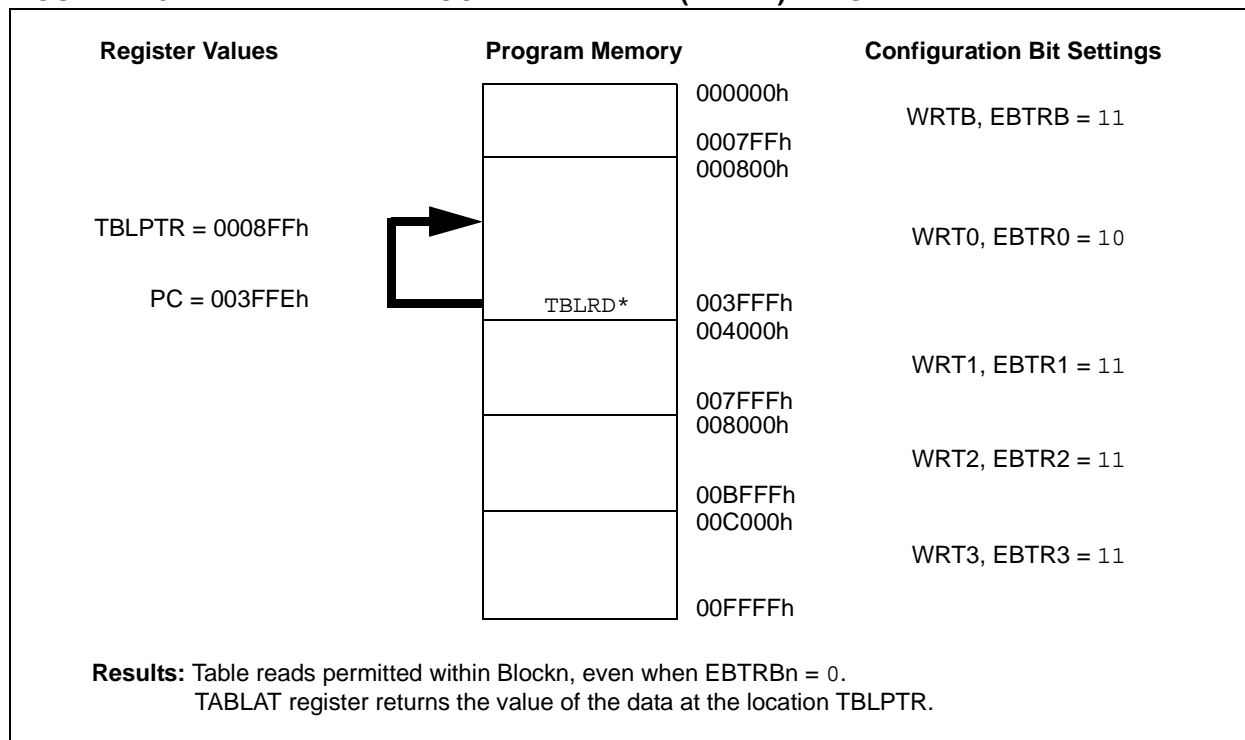 Register Values Program Memory Configuration Bit Settings
000000h
WRTB, EBTRB = 11
0007FFh
000800h
TBLPTR = 0008FFh
WRT0, EBTR0 = 10
PC = 003FFEh
TBLRD*
003FFFh
004000h
WRT1, EBTR1 = 11
007FFFh
008000h
WRT2, EBTR2 = 11
00BFFFh
00C000h
WRT3, EBTR3 = 11
00FFFFh
Results: Table reads permitted within Blockn, even when EBTRBn = 0.
TABLAT register returns the value of the data at the location TBLPTR.